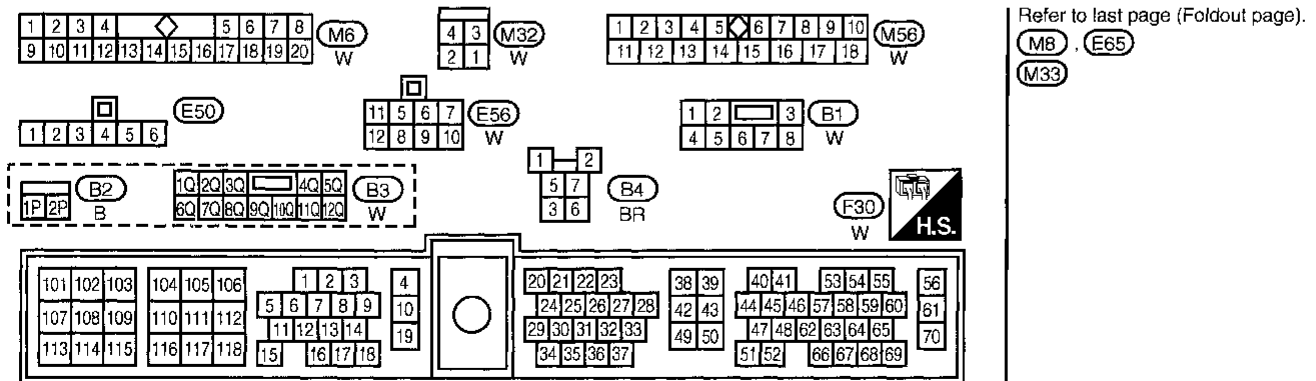 1 2 3 4 5 6 7 8
9 10 11 12 13 14 15 16 17 18 19 20
M6
W
4 3
2 1
M32
W
1 2 3 4 5 6 7 8 9 10
11 12 13 14 15 16 17 18
M56
W
Refer to last page (Foldout page).
M8 , E65
M33
1 2 3 4 5 6
E50
11 5 6 7
12 8 9 10
E56
W
1 2 3
4 5 6 7 8
B1
W
1P 2P
B2
B
1Q 2Q 3Q 4Q 5Q
6Q 7Q 8Q 9Q 10Q 11Q 12Q
B3
W
1 2
5 7
3 6
B4
BR
F30
W
H.S.
101 102 103 104 105 106 1 2 3 4 20 21 22 23 38 39 40 41 53 54 55 56
107 108 109 110 111 112 5 6 7 8 9 10 24 25 26 27 28 42 43 44 45 46 57 58 59 60 61
11 12 13 14 29 30 31 32 33 47 48 62 63 64 65
113 114 115 116 117 118 15 16 17 18 19 34 35 36 37 49 50 51 52 66 67 68 69 70